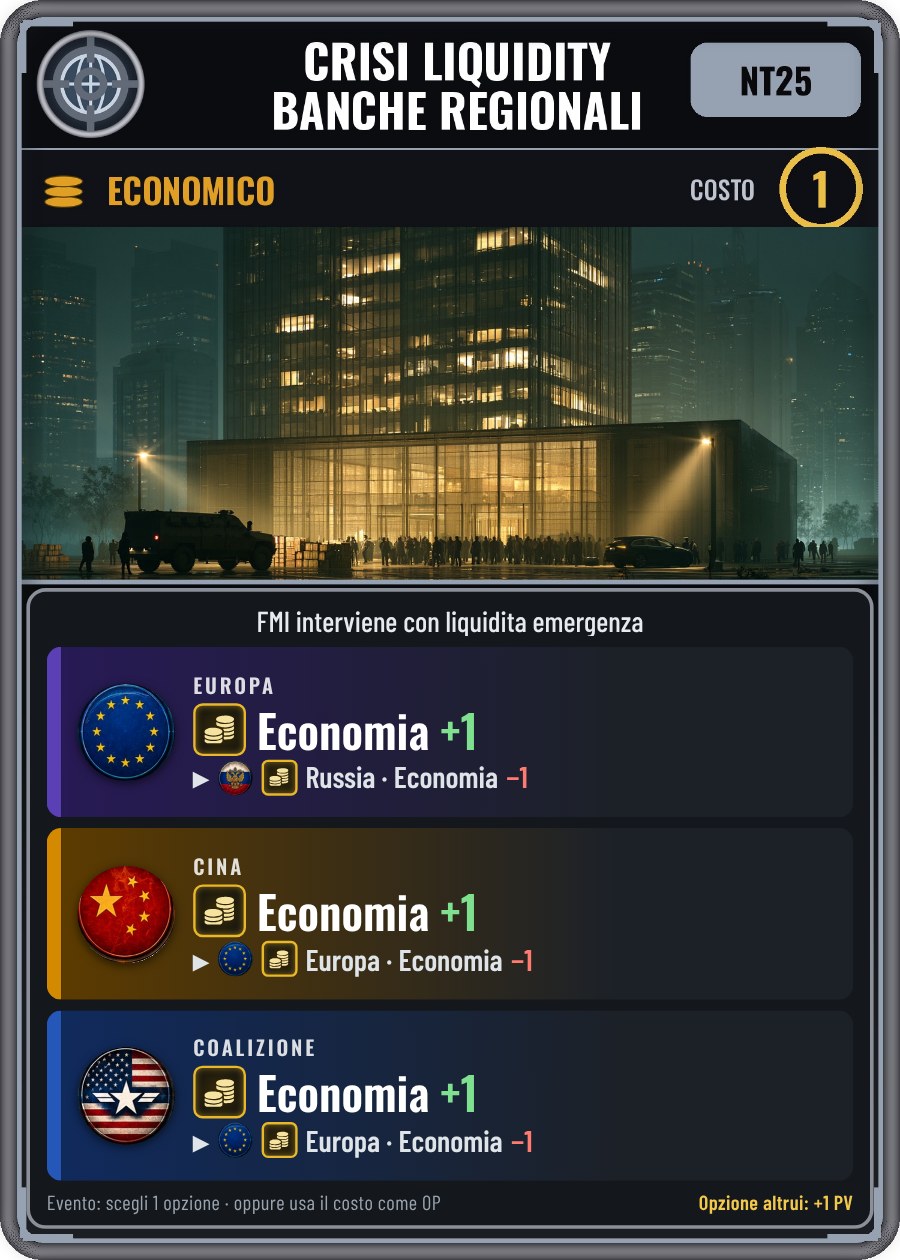 CRISI LIQUIDITY
BANCHE REGIONALI
NT25
ECONOMICO
COSTO 1
FMI interviene con liquidita emergenza
EUROPA
Economia +1
▶ Russia · Economia −1
CINA
Economia +1
▶ Europa · Economia −1
COALIZIONE
Economia +1
▶ Europa · Economia −1
Evento: scegli 1 opzione · oppure usa il costo come OP
Opzione altrui: +1 PV